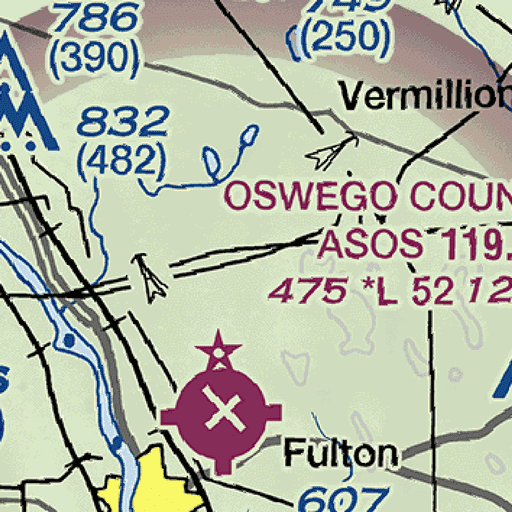 786
(390)
(250)
Vermillion
832
(482)
OSWEGO COUN
ASOS 119.
475 *L 52 12
Fulton
607